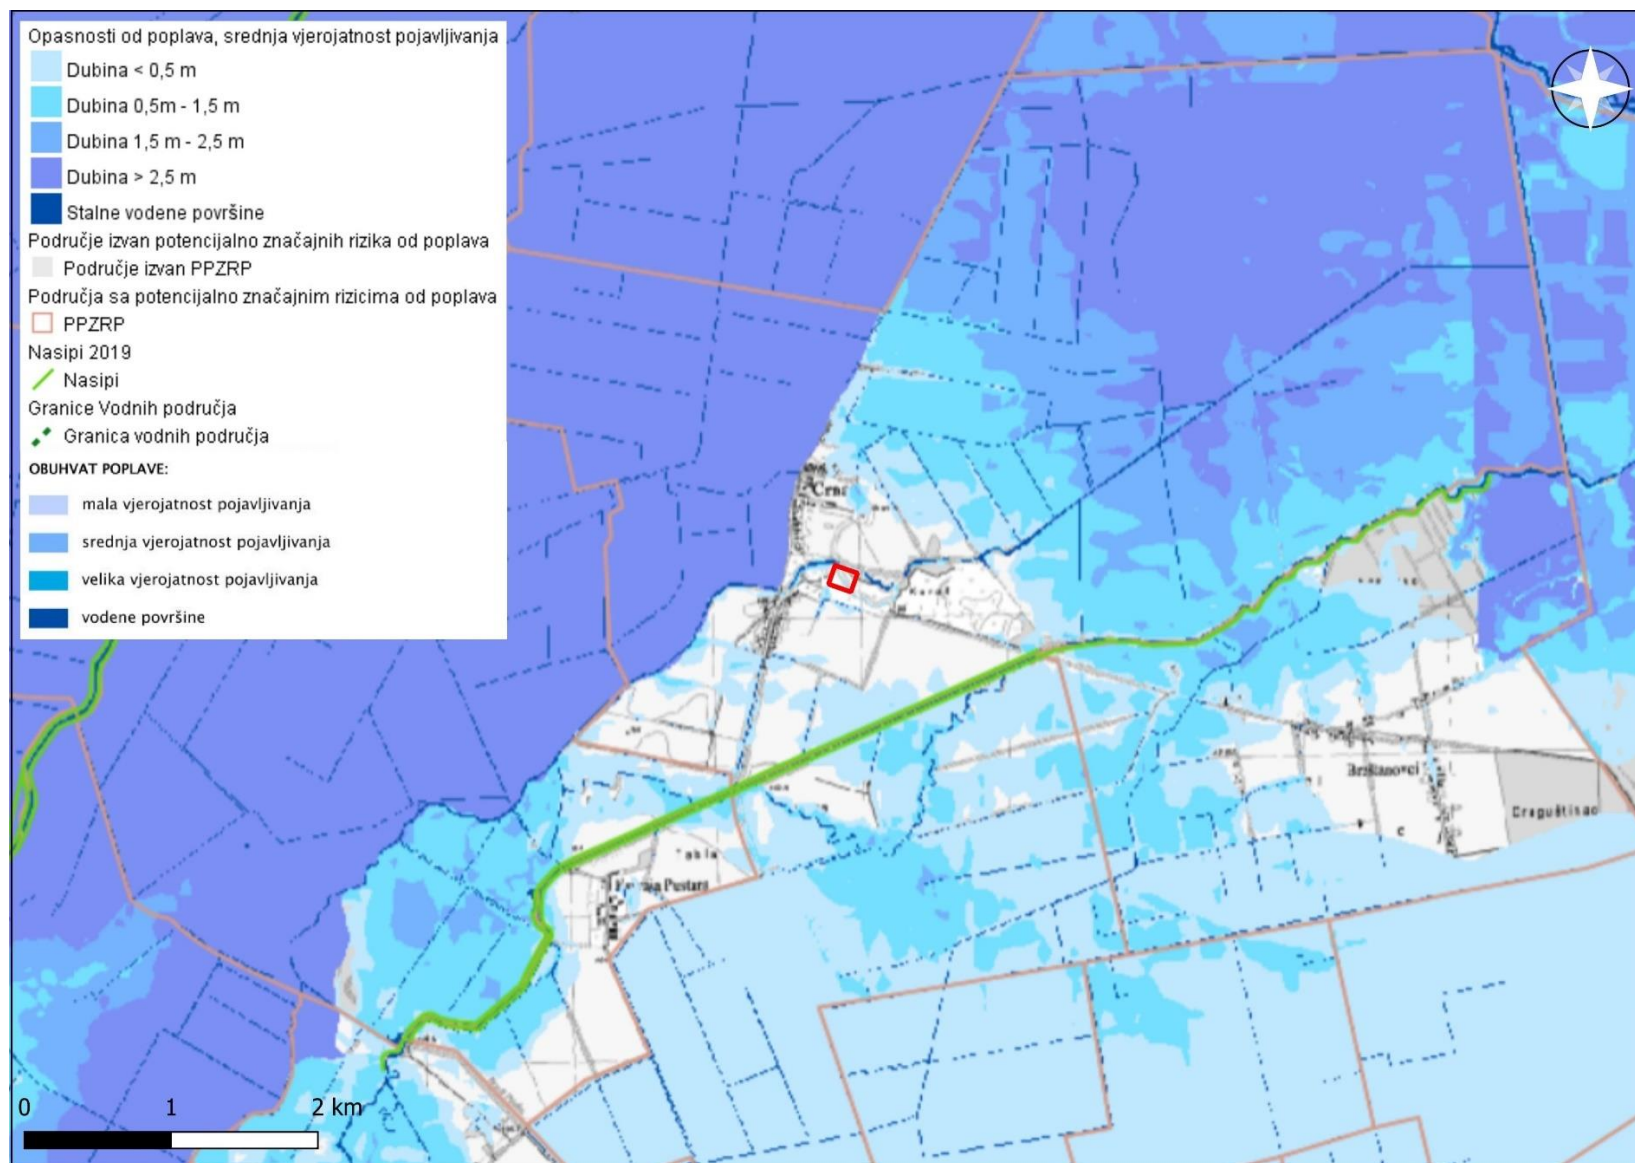 Opasnosti od poplava, srednja vjerojatnost pojavljivanja
Dubina < 0,5 m
Dubina 0,5m - 1,5 m
Dubina 1,5 m - 2,5 m
Dubina > 2,5 m
Stalne vodene površine
Područje izvan potencijalno značajnih rizika od poplava
Područje izvan PPZRP
Područja sa potencijalno značajnim rizicima od poplava
PPZRP
Nasipi 2019
Nasipi
Granice Vodnih područja
Granica vodnih područja
OBUHVAT POPLAVE:
mala vjerojatnost pojavljivanja
srednja vjerojatnost pojavljivanja
velika vjerojatnost pojavljivanja
vodene površine
Crnac
Tabla
Pustara
0 1 2 km